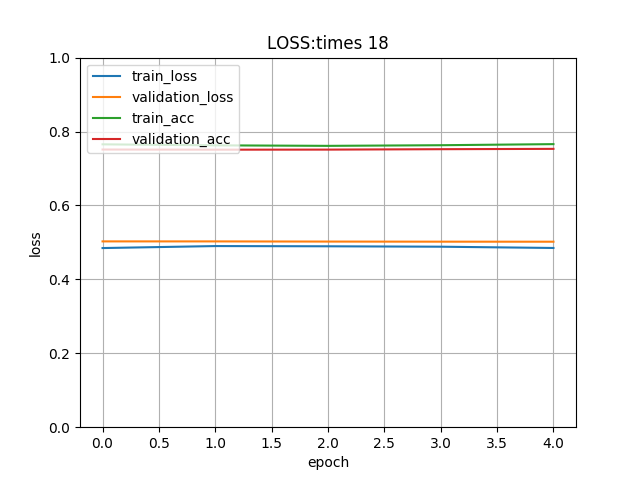 LOSS:times 18
1.0
train_loss
validation_loss
train_acc
validation_acc
0.8
0.6
loss
0.4
0.2
0.0
0.0 0.5 1.0 1.5 2.0 2.5 3.0 3.5 4.0
epoch